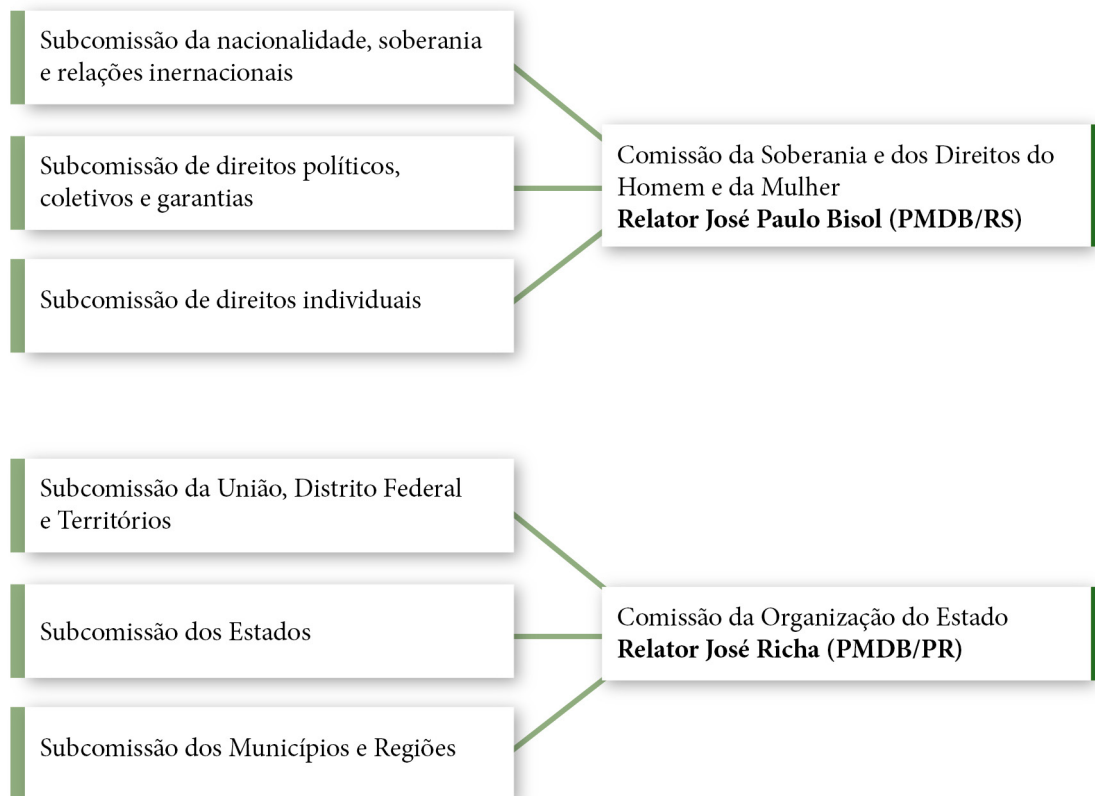 Subcomissão da nacionalidade, soberania
e relações inernacionais
Subcomissão de direitos políticos,
coletivos e garantias
Subcomissão de direitos individuais
Comissão da Soberania e dos Direitos do
Homem e da Mulher
Relator José Paulo Bisol (PMDB/RS)
Subcomissão da União, Distrito Federal
e Territórios
Subcomissão dos Estados
Subcomissão dos Municípios e Regiões
Comissão da Organização do Estado
Relator José Richa (PMDB/PR)